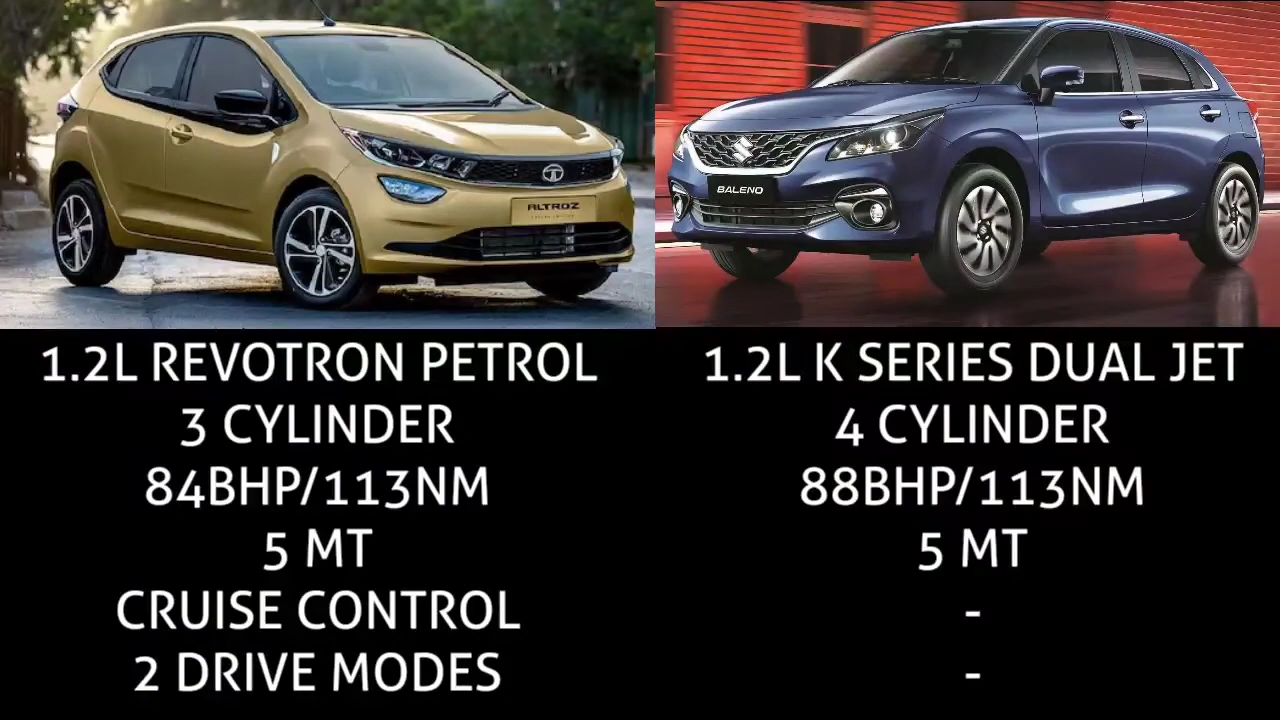 ALTROZ
BALENO
1.2L REVOTRON PETROL
3 CYLINDER
84BHP/113NM
5 MT
CRUISE CONTROL
2 DRIVE MODES
1.2L K SERIES DUAL JET
4 CYLINDER
88BHP/113NM
5 MT
-
-